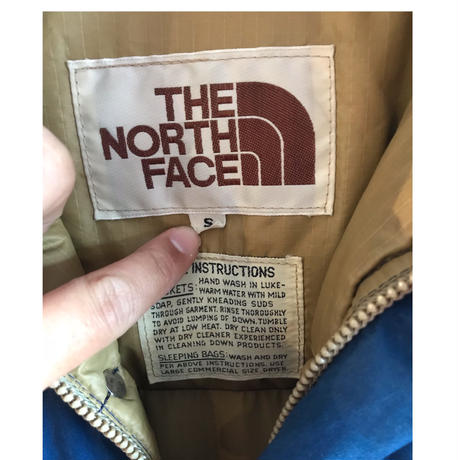 THE
NORTH
FACE
S
INSTRUCTIONS
HAND WASH IN LUKE-
WARM WATER WITH MILD
SOAP, GENTLY KNEADING SUDS
THROUGH GARMENT. RINSE THOROUGHLY
TO AVOID LUMPING OF DOWN. TUMBLE
DRY AT LOW HEAT. DRY CLEAN ONLY
WITH DRY CLEANER EXPERIENCED
IN CLEANING DOWN PRODUCTS.
SLEEPING BAGS: WASH AND DRY
PER ABOVE INSTRUCTIONS. USE
LARGE COMMERCIAL SIZE DRYER.